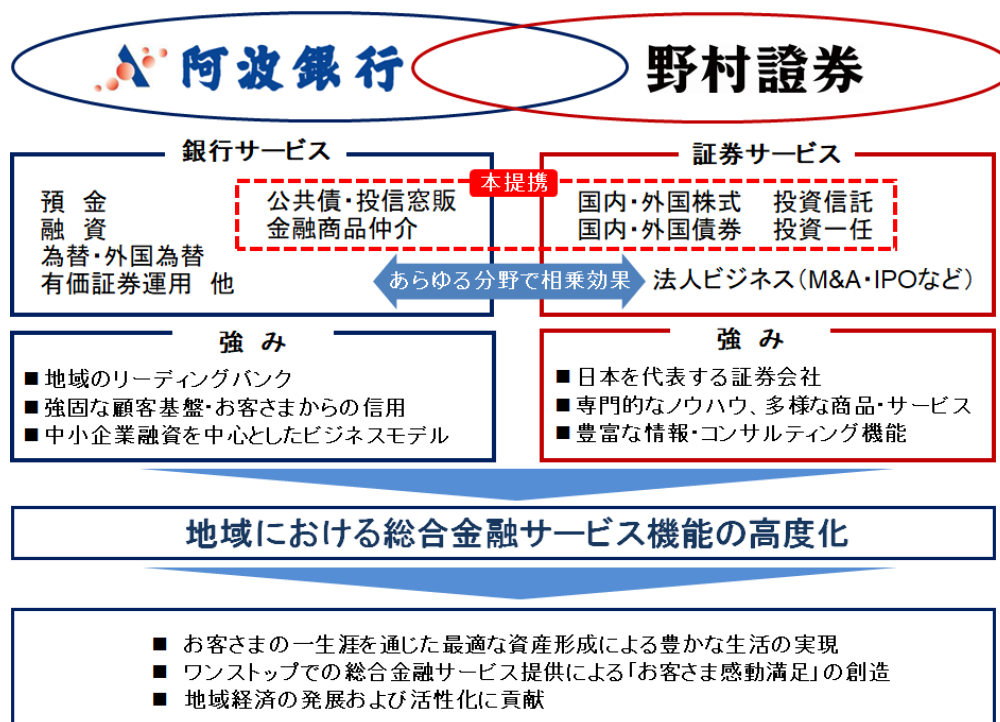 阿波銀行
野村證券
銀行サービス
預 金
融 資
為替・外国為替
有価証券運用 他
公共債・投信窓販
金融商品仲介
本提携
証券サービス
国内・外国株式 投資信託
国内・外国債券 投資一任
あらゆる分野で相乗効果
法人ビジネス(M&A・IPOなど)
強 み
■ 地域のリーディングバンク
■ 強固な顧客基盤・お客さまからの信用
■ 中小企業融資を中心としたビジネスモデル
強 み
■ 日本を代表する証券会社
■ 専門的なノウハウ、多様な商品・サービス
■ 豊富な情報・コンサルティング機能
地域における総合金融サービス機能の高度化
■ お客さまの一生涯を通じた最適な資産形成による豊かな生活の実現
■ ワンストップでの総合金融サービス提供による「お客さま感動満足」の創造
■ 地域経済の発展および活性化に貢献